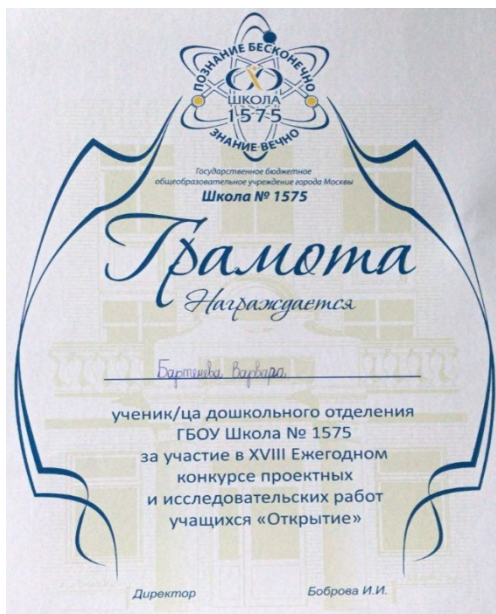 ПОЗНАНИЕ БЕСКОНЕЧНО
ШКОЛА
1575
ЗНАНИЕ ВЕЧНО
Государственное бюджетное
общеобразовательное учреждение города Москвы
Школа № 1575
Грамота
Награждается
Бартенева Варвара
ученик/ца дошкольного отделения
ГБОУ Школа № 1575
за участие в XVIII Ежегодном
конкурсе проектных
и исследовательских работ
учащихся «Открытие»
Директор Боброва И.И.